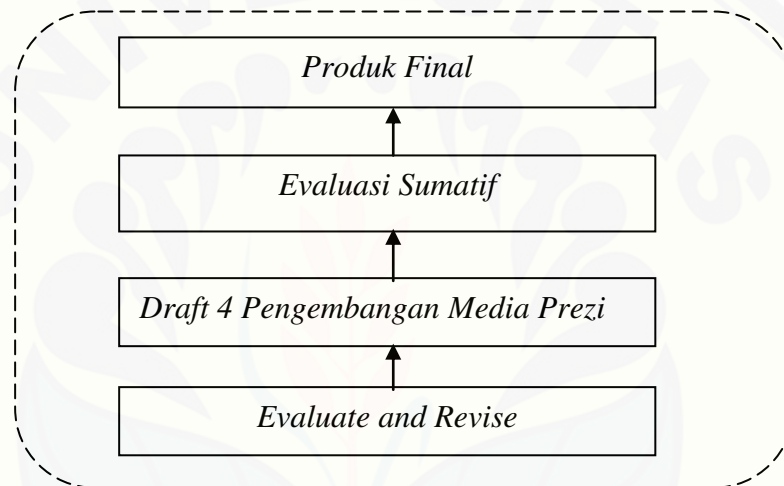 Produk Final
Evaluasi Sumatif
Draft 4 Pengembangan Media Prezi
Evaluate and Revise